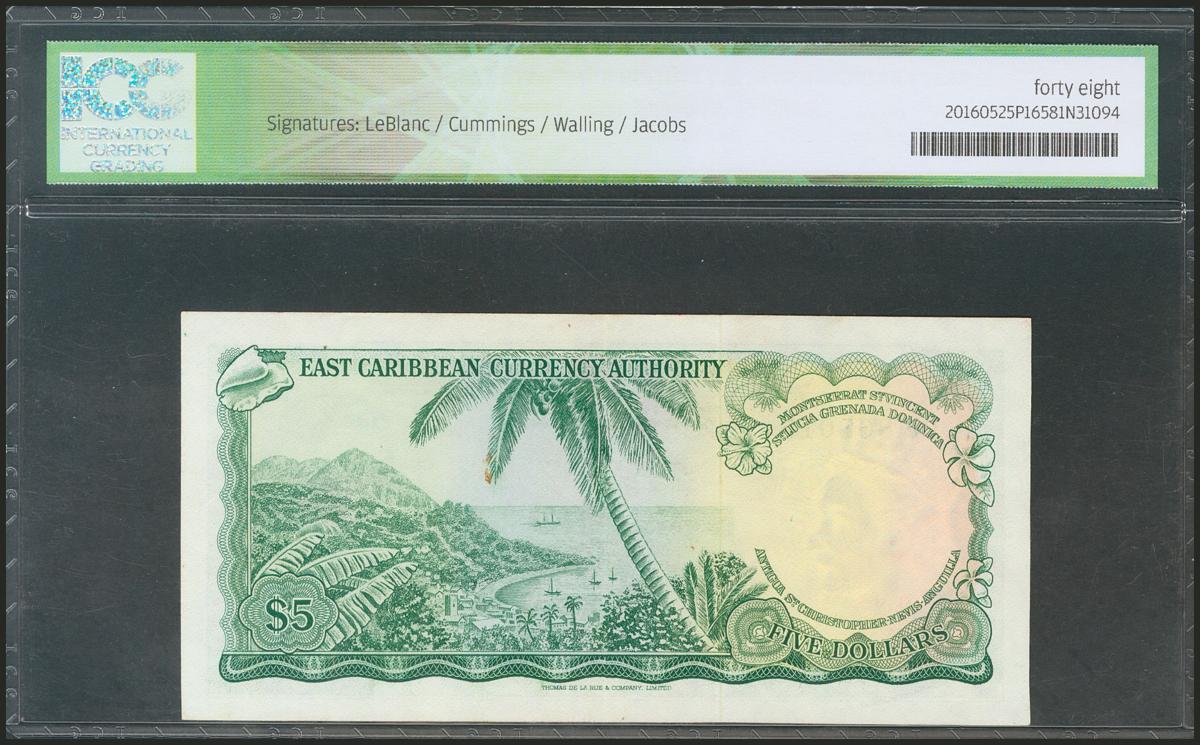 ICG
INTERNATIONAL
CURRENCY
GRADING
Signatures: LeBlanc / Cummings / Walling / Jacobs
forty eight
20160525P16581N31094
EAST CARIBBEAN CURRENCY AUTHORITY
MONTSERRAT ST VINCENT
ST LUCIA GRENADA DOMINICA
ANTIGUA ST CHRISTOPHER-NEVIS-ANGUILLA
$5
FIVE DOLLARS
THOMAS DE LA RUE & COMPANY, LIMITED